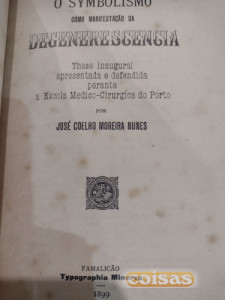 O SYMBOLISMO
COMO MANIFESTAÇÃO DA
DEGENERESCENCIA
These inaugural
apresentada e defendida
perante
a Escola Medico-Cirurgica do Porto
POR
JOSÉ COELHO MOREIRA NUNES
FAMALICÃO
Typographia Minerva
1899
coisas